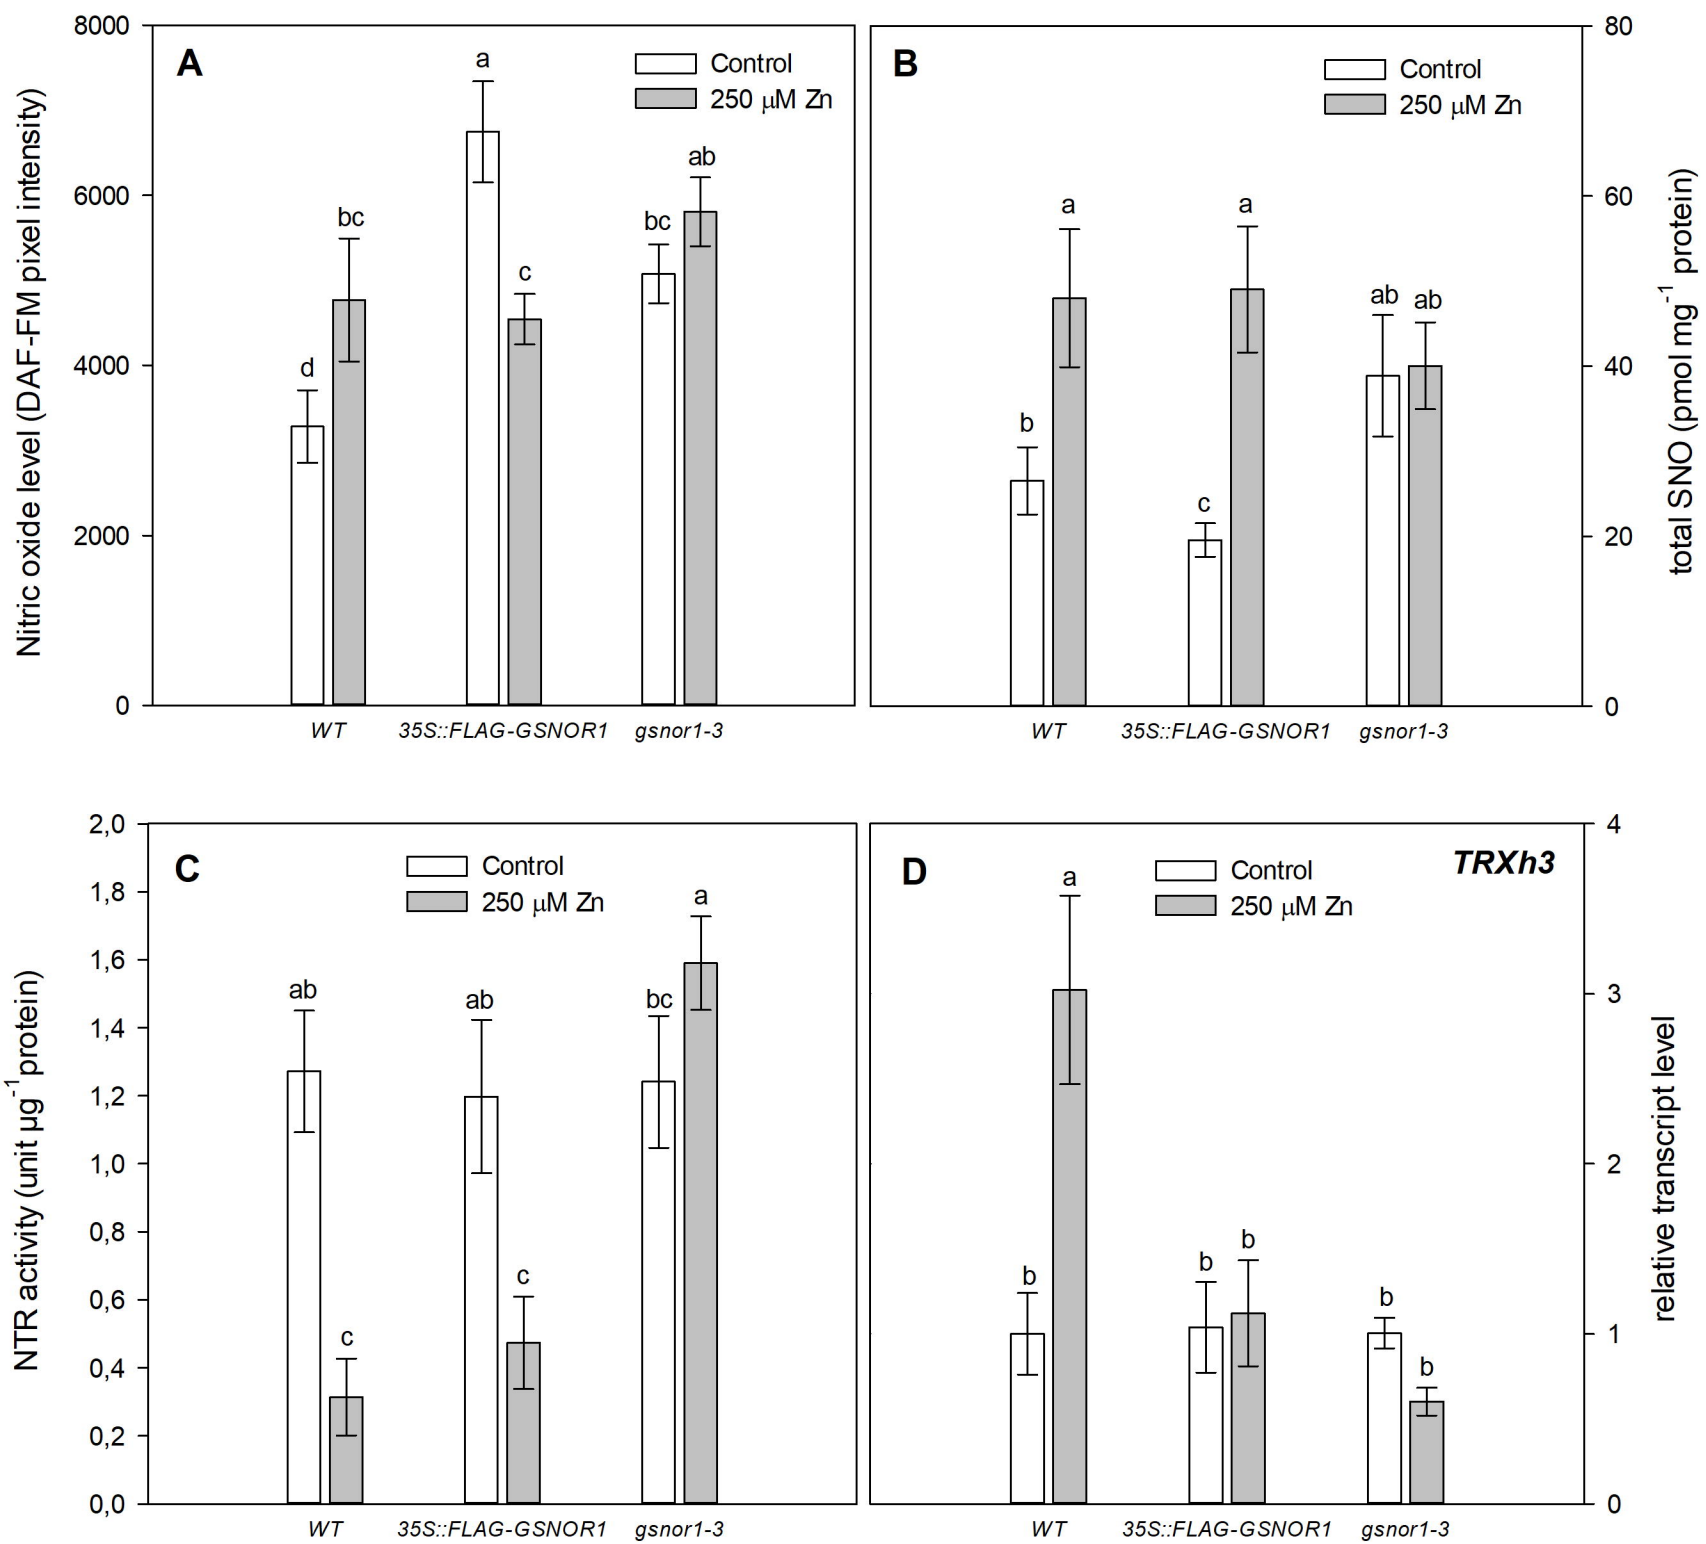 A
Control
250 μM Zn
Nitric oxide level (DAF-FM pixel intensity)
8000
6000
4000
2000
0
d
bc
a
c
bc
ab
WT
35S::FLAG-GSNOR1
gsnor1-3
B
Control
250 μM Zn
total SNO (pmol mg-1 protein)
80
60
40
20
0
b
a
c
a
ab
ab
WT
35S::FLAG-GSNOR1
gsnor1-3
C
Control
250 μM Zn
NTR activity (unit μg-1protein)
2,0
1,8
1,6
1,4
1,2
1,0
0,8
0,6
0,4
0,2
0,0
ab
c
ab
c
bc
a
WT
35S::FLAG-GSNOR1
gsnor1-3
D
Control
250 μM Zn
TRXh3
relative transcript level
4
3
2
1
0
b
a
b
b
b
b
WT
35S::FLAG-GSNOR1
gsnor1-3